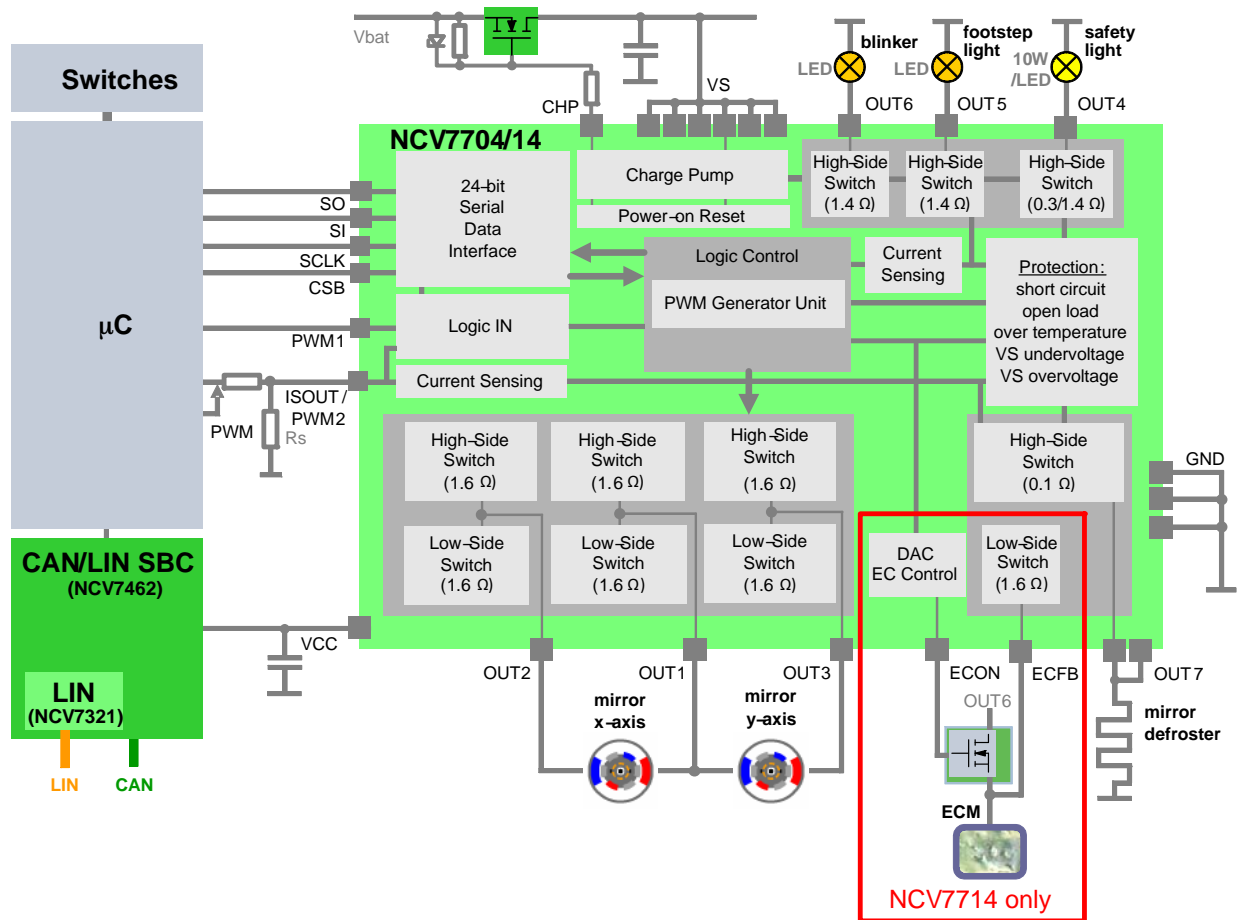 Vbat
Switches
µC
CHP
VS
blinker
LED
OUT6
footstep
light
LED
OUT5
safety
light
10W
/LED
OUT4
NCV7704/14
24-bit
Serial
Data
Interface
Charge Pump
Power-on Reset
High-Side
Switch
(1.4 Ω)
High-Side
Switch
(1.4 Ω)
High-Side
Switch
(0.3/1.4 Ω)
SO
SI
SCLK
CSB
PWM1
ISOUT /
PWM2
PWM
Rs
Logic IN
Current Sensing
Logic Control
PWM Generator Unit
Current
Sensing
Protection:
short circuit
open load
over temperature
VS undervoltage
VS overvoltage
High-Side
Switch
(1.6 Ω)
High-Side
Switch
(1.6 Ω)
High-Side
Switch
(1.6 Ω)
High-Side
Switch
(0.1 Ω)
GND
Low-Side
Switch
(1.6 Ω)
Low-Side
Switch
(1.6 Ω)
Low-Side
Switch
(1.6 Ω)
DAC
EC Control
Low-Side
Switch
(1.6 Ω)
CAN/LIN SBC
(NCV7462)
VCC
LIN
(NCV7321)
LIN
CAN
OUT2
OUT1
OUT3
ECON
ECFB
OUT7
mirror
x-axis
mirror
y-axis
OUT6
mirror
defroster
ECM
NCV7714 only